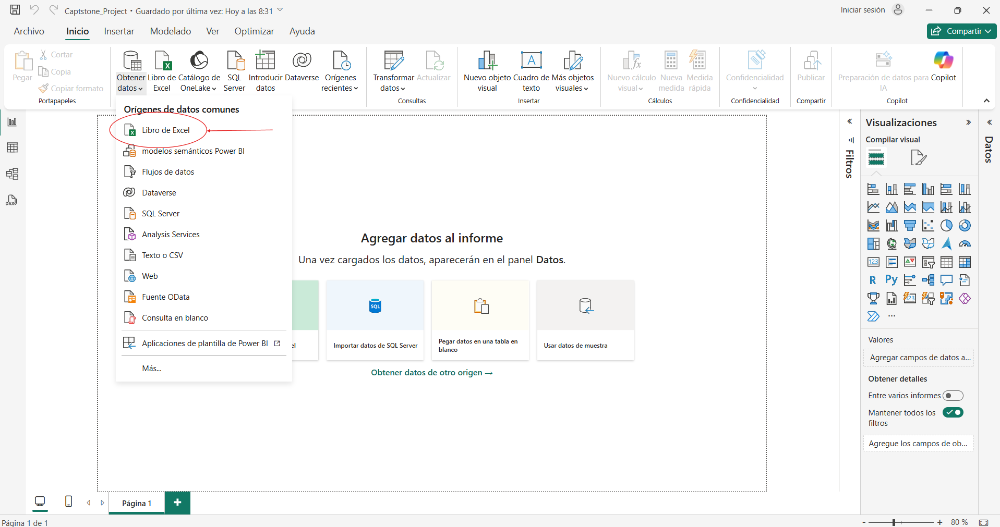 Captstone_Project • Guardado por última vez: Hoy a las 8:31
Iniciar sesión
Archivo Inicio Insertar Modelado Ver Optimizar Ayuda
Compartir
Pegar
Cortar
Copia
Copiar formato
Portapapeles
Obtener datos
Libro de Excel
Catálogo de OneLake
SQL Server
Introducir datos
Dataverse
Orígenes recientes
Transformar datos
Actualizar
Consultas
Nuevo objeto visual
Cuadro de texto
Más objetos visuales
Insertar
Nuevo cálculo visual
Nueva medida
Medida rápida
Cálculos
Confidencialidad
Confidencialidad
Publicar
Compartir
Preparación de datos para IA
Copilot
Copilot
Orígenes de datos comunes
Libro de Excel
modelos semánticos Power BI
Flujos de datos
Dataverse
SQL Server
Analysis Services
Texto o CSV
Web
Fuente OData
Consulta en blanco
Aplicaciones de plantilla de Power BI
Más...
Agregar datos al informe
Una vez cargados los datos, aparecerán en el panel Datos.
el
SQL
Importar datos de SQL Server
Pegar datos en una tabla en
blanco
Usar datos de muestra
Obtener datos de otro origen →
Filtros
Visualizaciones
Compilar visual
123
R Py
123
...
Valores
Agregar campos de datos a...
Obtener detalles
Entre varios informes
Mantener todos los
filtros
Agregue los campos de ob...
Datos
DAX
Página 1
+
Página 1 de 1
- + 80 %